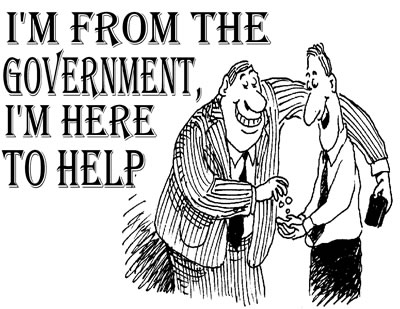 I'M FROM THE
GOVERNMENT,
I'M HERE
TO HELP